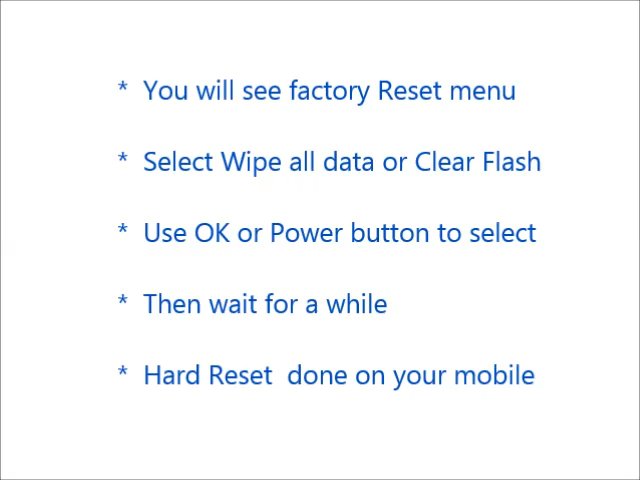 * You will see factory Reset menu
* Select Wipe all data or Clear Flash
* Use OK or Power button to select
* Then wait for a while
* Hard Reset  done on your mobile